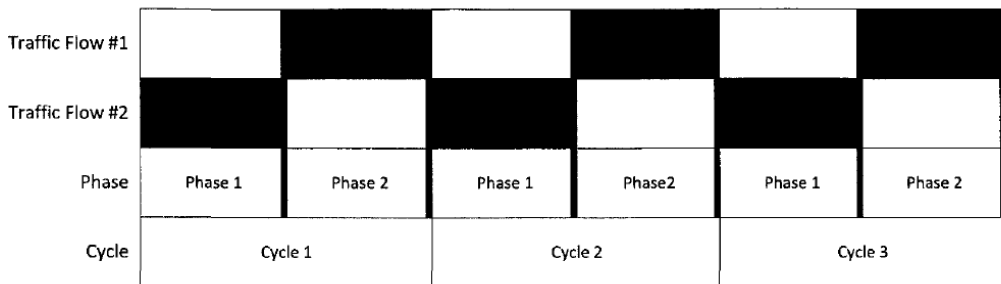 Traffic Flow #1
Traffic Flow #2
Phase Phase 1 Phase 2 Phase 1 Phase2 Phase 1 Phase 2
Cycle Cycle 1 Cycle 2 Cycle 3